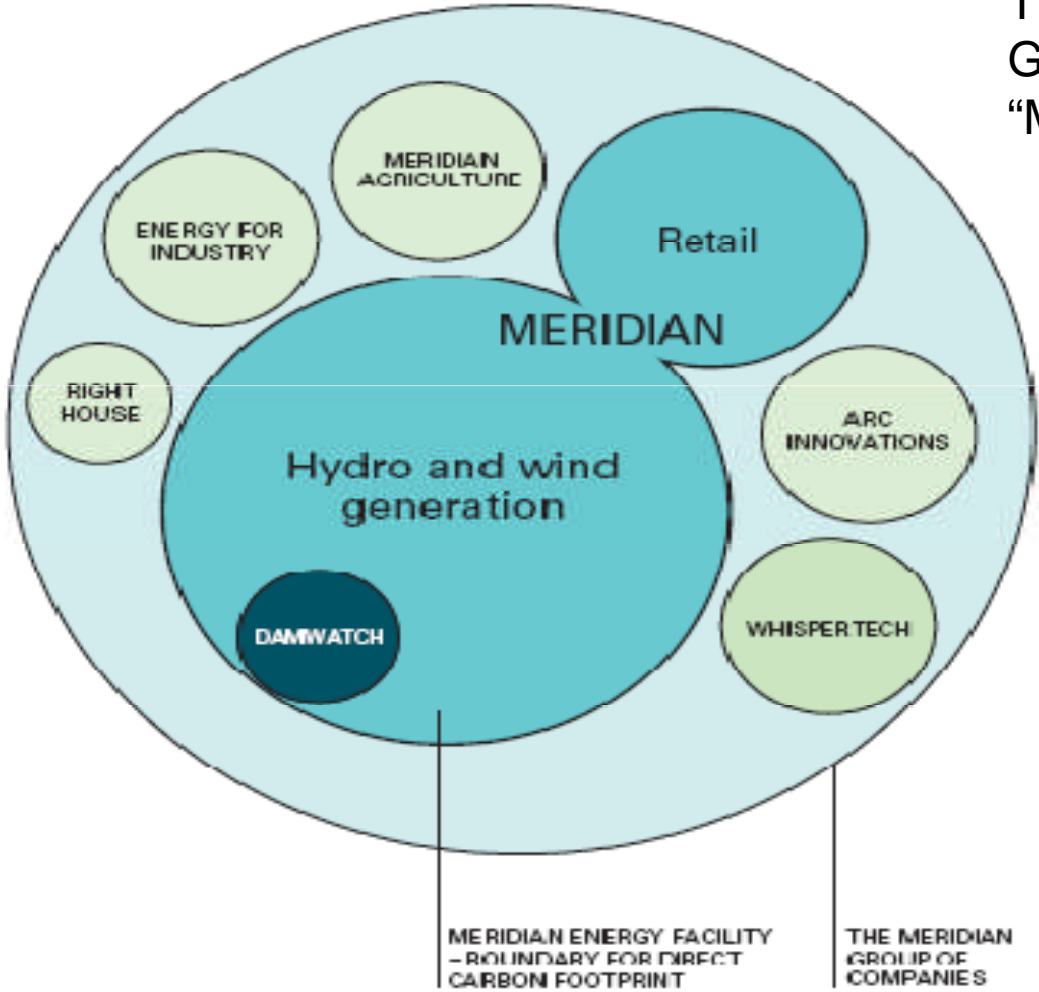 G
“M
MERIDIAN
AGRICULTURE
ENERGY FOR
INDUSTRY
Retail
MERIDIAN
RIGHT
HOUSE
ARC
INNOVATIONS
Hydro and wind
generation
DAMWATCH
WHISPER TECH
MERIDIAN ENERGY FACILITY
– BOUNDARY FOR DIRECT
CARBON FOOTPRINT
THE MERIDIAN
GROUP OF
COMPANIES